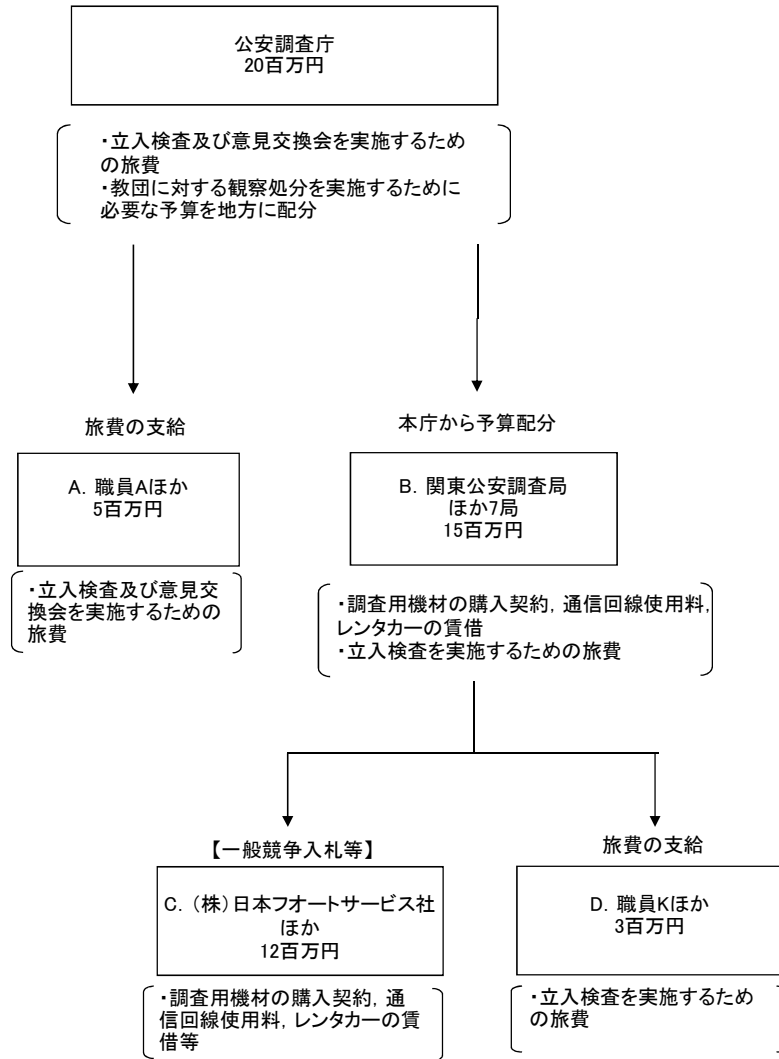 公安調査庁
20百万円
・立入検査及び意見交換会を実施するため
の旅費
・教団に対する観察処分を実施するために
必要な予算を地方に配分
旅費の支給
本庁から予算配分
A．職員Aほか
5百万円
B．関東公安調査局
ほか7局
15百万円
・立入検査及び意見交
換会を実施するための
旅費
・調査用機材の購入契約，通信回線使用料，
レンタカーの賃借
・立入検査を実施するための旅費
【一般競争入札等】
旅費の支給
C．（株）日本フオートサービス社
ほか
12百万円
D．職員Kほか
3百万円
・調査用機材の購入契約，通
信回線使用料，レンタカーの賃
借等
・立入検査を実施するため
の旅費